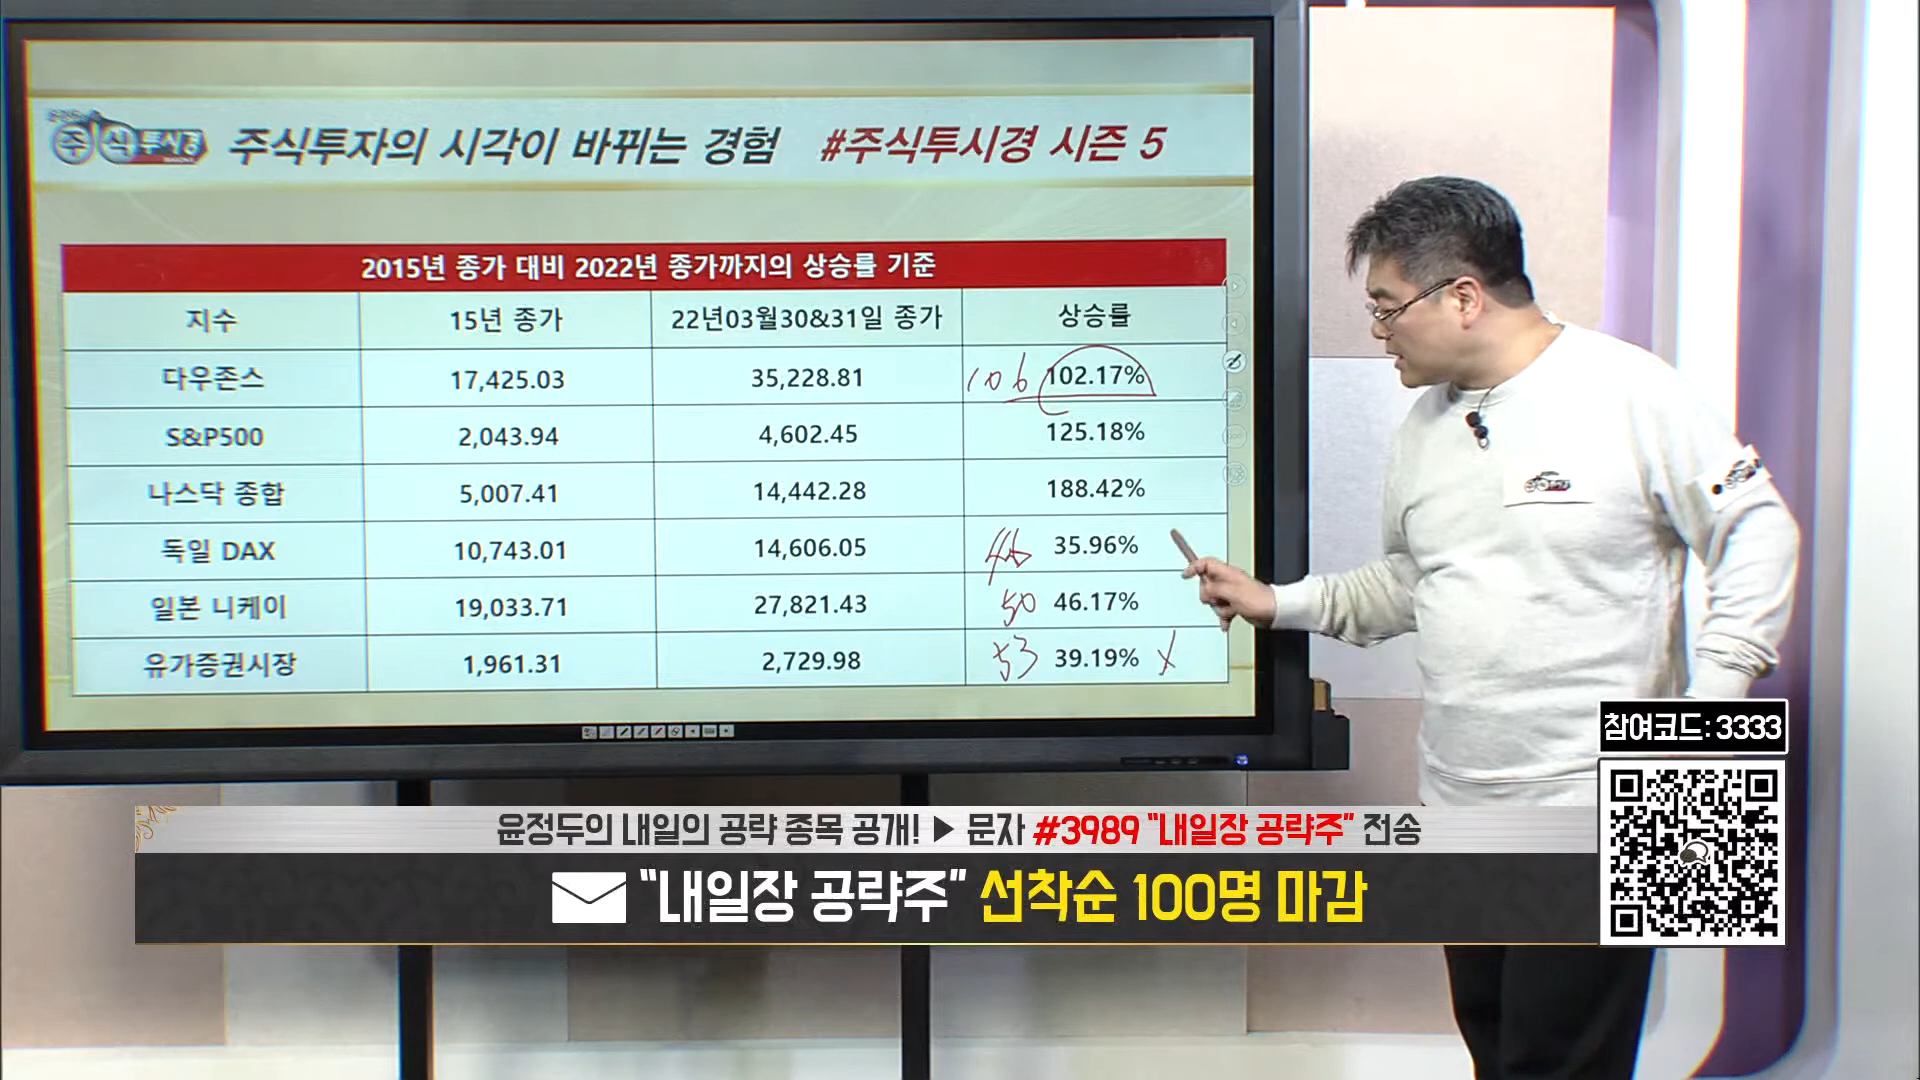 주식투시경
주식투자의 시각이 바뀌는 경험 #주식투시경 시즌 5
2015년 종가 대비 2022년 종가까지의 상승률 기준
지수 15년 종가 22년03월30&31일 종가 상승률
다우존스 17,425.03 35,228.81 106 102.17%
S&P500 2,043.94 4,602.45 125.18%
나스닥 종합 5,007.41 14,442.28 188.42%
독일 DAX 10,743.01 14,606.05 35.96%
일본 니케이 19,033.71 27,821.43 50 46.17%
유가증권시장 1,961.31 2,729.98 53 39.19% X
참여코드: 3333
윤정두의 내일의 공략 종목 공개! ▶ 문자 #3989 "내일장 공략주" 전송
"내일장 공략주" 선착순 100명 마감